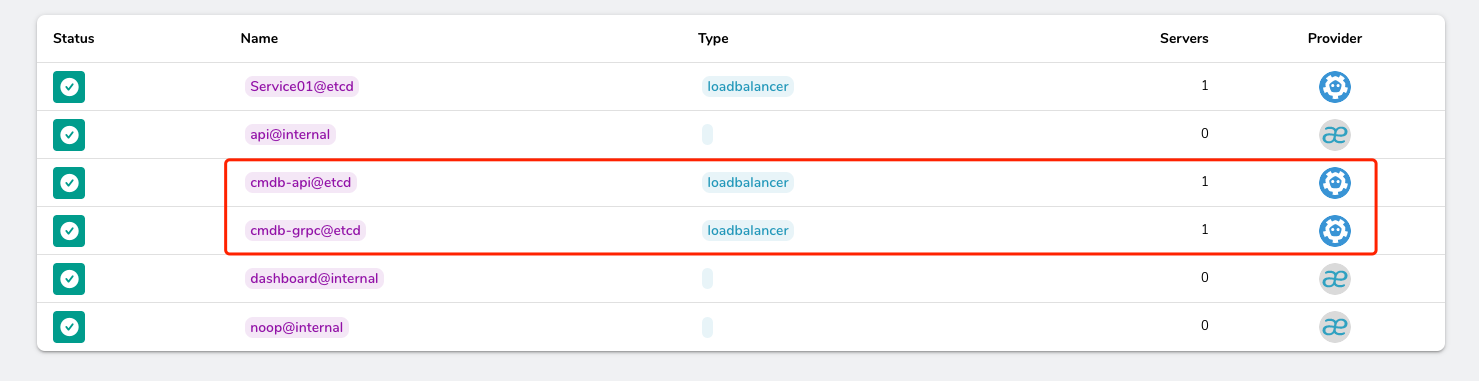 Status Name Type Servers Provider
Service01@etcd loadbalancer 1
api@internal 0 æ
cmdb-api@etcd loadbalancer 1
cmdb-grpc@etcd loadbalancer 1
dashboard@internal 0 æ
noop@internal 0 æ